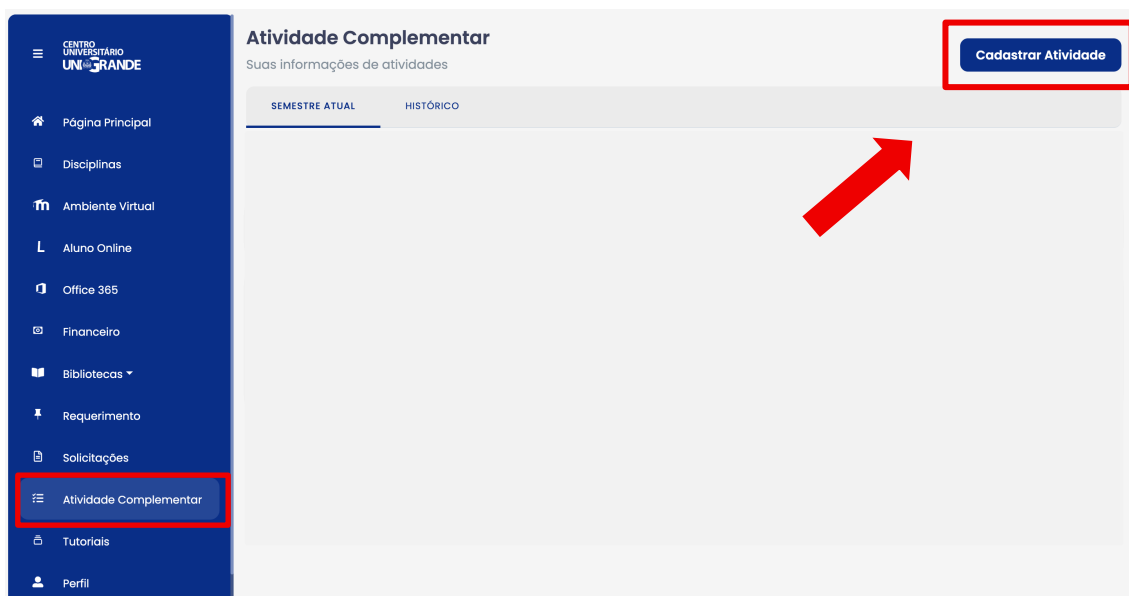 CENTRO
UNIVERSITÁRIO
UNIGRANDE
Página Principal
Disciplinas
Ambiente Virtual
Aluno Online
Office 365
Financeiro
Bibliotecas
Requerimento
Solicitações
Atividade Complementar
Tutoriais
Perfil
Atividade Complementar
Suas informações de atividades
Cadastrar Atividade
SEMESTRE ATUAL HISTÓRICO